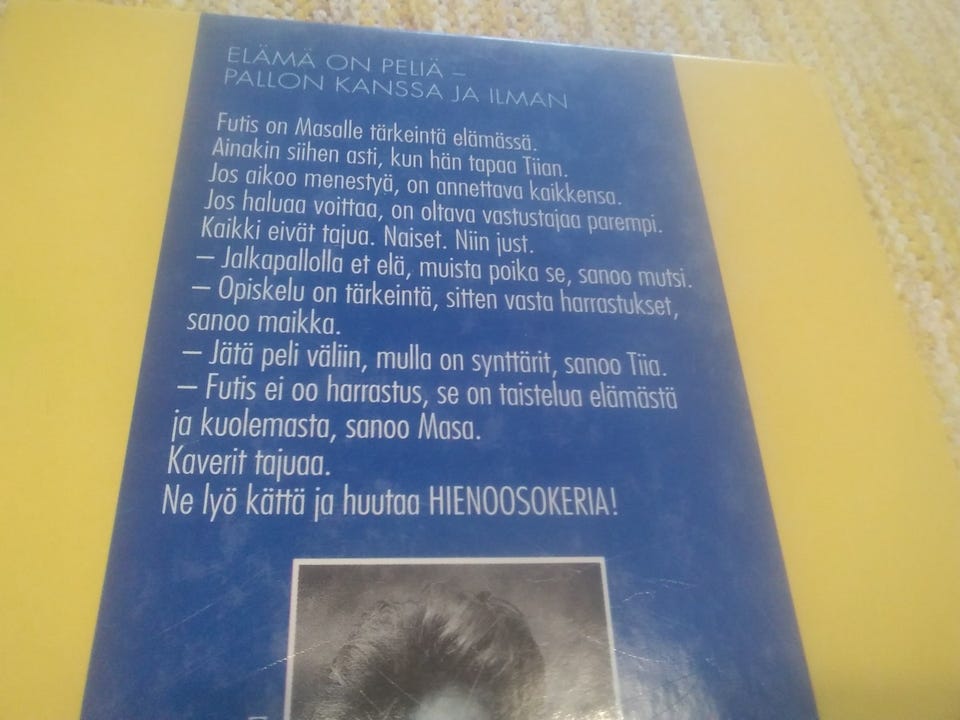 ELÄMÄ ON PELIÄ –
PALLON KANSSA JA ILMAN
Futis on Masalle tärkeintä elämässä.
Ainakin siihen asti, kun hän tapaa Tiian.
Jos aikoo menestyä, on annettava kaikkensa.
Jos haluaa voittaa, on oltava vastustajaa parempi.
Kaikki eivät tajua. Naiset. Niin just.
– Jalkapallolla et elä, muista poika se, sanoo mutsi.
– Opiskelu on tärkeintä, sitten vasta harrastukset,
sanoo maikka.
– Jätä peli väliin, mulla on synttärit, sanoo Tiia.
– Futis ei oo harrastus, se on taistelua elämästä
ja kuolemasta, sanoo Masa.
Kaverit tajuaa.
Ne lyö kättä ja huutaa HIENOOSOKERIA!